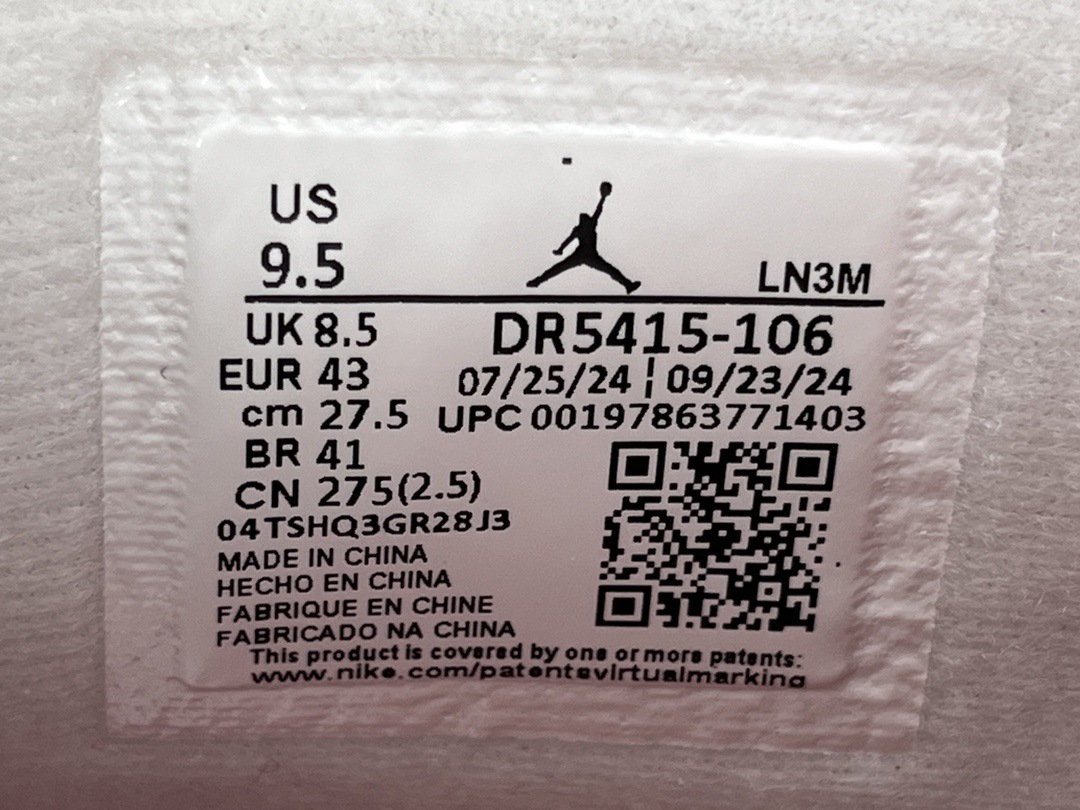 US
9.5
LN3M
UK 8.5
DR5415-106
EUR 43
07/25/24 ¦ 09/23/24
cm 27.5
UPC 00197863771403
BR 41
CN 275(2.5)
04TSHQ3GR28J3
MADE IN CHINA
HECHO EN CHINA
FABRIQUE EN CHINE
FABRICADO NA CHINA
This product is covered by one or more patents:
www.nike.com/patentsvirtualmarking